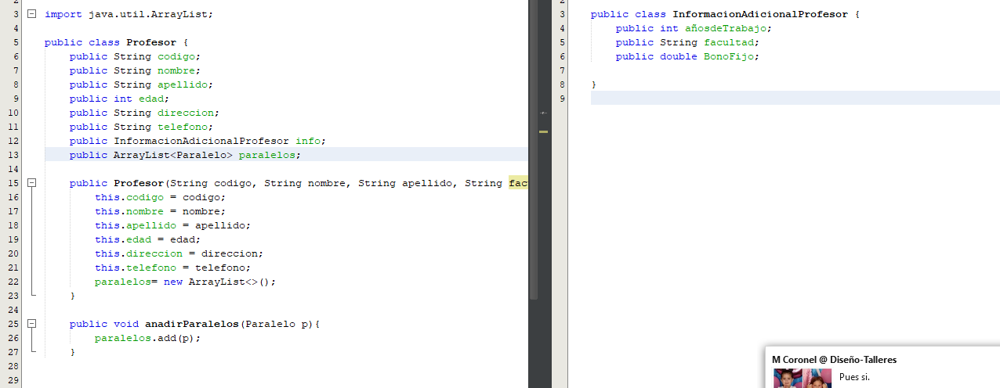 2
3 import java.util.ArrayList;
4
5 public class Profesor {
6 public String codigo;
7 public String nombre;
8 public String apellido;
9 public int edad;
10 public String direccion;
11 public String telefono;
12 public InformacionAdicionalProfesor info;
13 public ArrayList<Paralelo> paralelos;
14
15 public Profesor(String codigo, String nombre, String apellido, String fac
16 this.codigo = codigo;
17 this.nombre = nombre;
18 this.apellido = apellido;
19 this.edad = edad;
20 this.direccion = direccion;
21 this.telefono = telefono;
22 paralelos= new ArrayList<>();
23 }
24
25 public void anadirParalelos(Paralelo p){
26 paralelos.add(p);
27 }
28
29
2
3 public class InformacionAdicionalProfesor {
4 public int añosdeTrabajo;
5 public String facultad;
6 public double BonoFijo;
7
8 }
9
M Coronel @ Diseño-Talleres
Pues si.